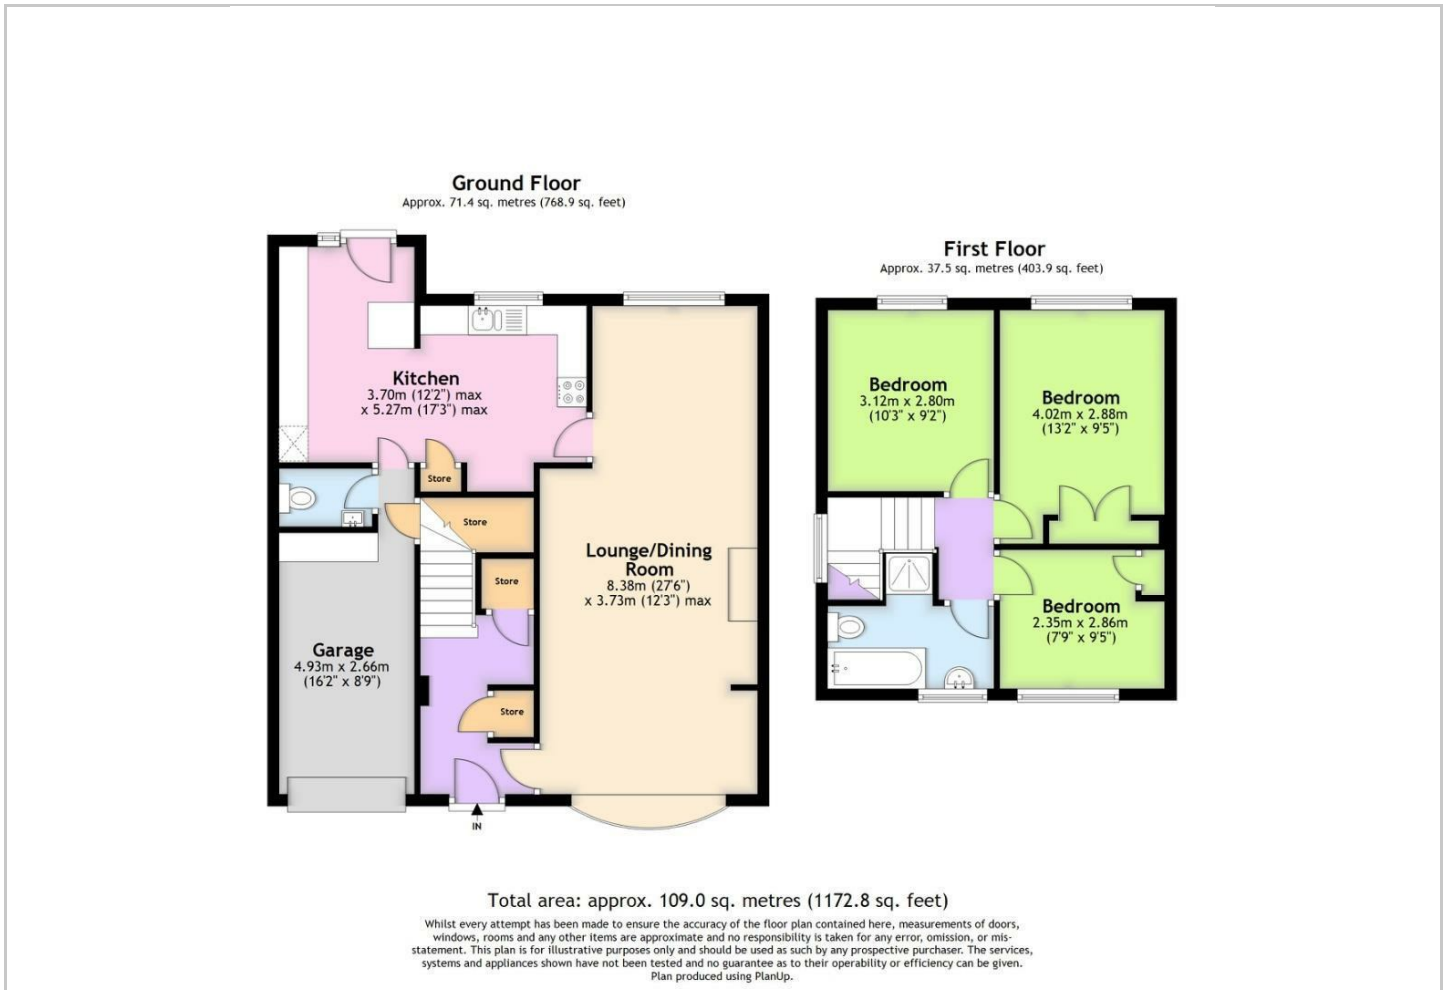 Ground Floor
Approx. 71.4 sq. metres (768.9 sq. feet)
First Floor
Approx. 37.5 sq. metres (403.9 sq. feet)
Kitchen
3.70m (12'2") max
x 5.27m (17'3") max
Store
Store
Store
Store
Lounge/Dining
Room
8.38m (27'6")
x 3.73m (12'3") max
Garage
4.93m x 2.66m
(16'2" x 8'9")
IN
Bedroom
3.12m x 2.80m
(10'3" x 9'2")
Bedroom
4.02m x 2.88m
(13'2" x 9'5")
Bedroom
2.35m x 2.86m
(7'9" x 9'5")
Total area: approx. 109.0 sq. metres (1172.8 sq. feet)
Whilst every attempt has been made to ensure the accuracy of the floor plan contained here, measurements of doors,
windows, rooms and any other items are approximate and no responsibility is taken for any error, omission, or mis-
statement. This plan is for illustrative purposes only and should be used as such by any prospective purchaser. The services,
systems and appliances shown have not been tested and no guarantee as to their operability or efficiency can be given.
Plan produced using PlanUp.